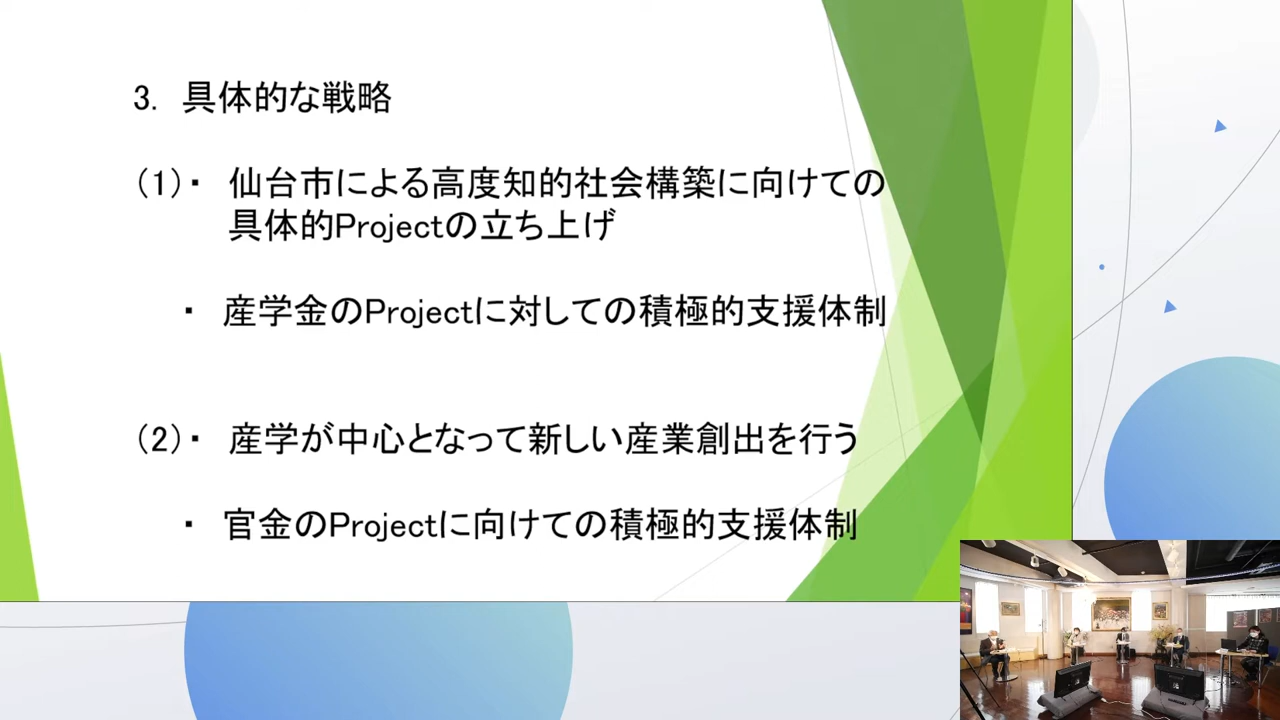 3. 具体的な戦略
（1）・ 仙台市による高度知的社会構築に向けての
具体的Projectの立ち上げ
・ 産学金のProjectに対しての積極的支援体制
（2）・ 産学が中心となって新しい産業創出を行う
・ 官金のProjectに向けての積極的支援体制